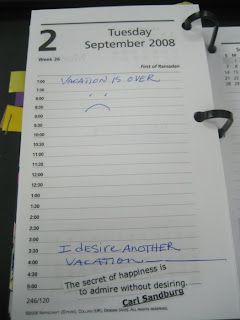 2 Tuesday
September 2008
Week 36 First of Ramadan
7:00 VACATION IS OVER
7:30
8:00
8:30
9:00
9:30
10:00
10:30
11:00
11:30
12:00
12:30
1:00
1:30
2:00
2:30
3:00 I desire ANOTHER
3:30 VACATION
4:00
4:30
5:00
The secret of happiness is
to admire without desiring.
Carl Sandburg
246/120